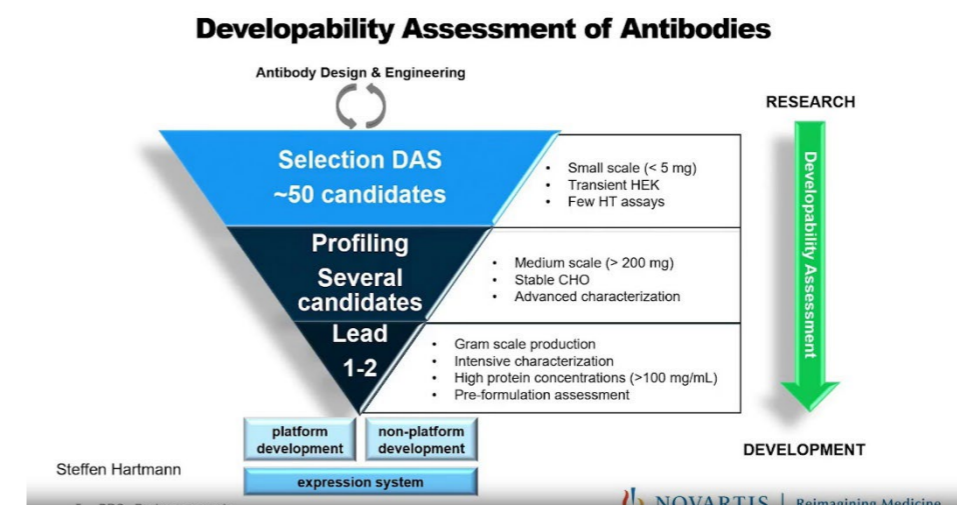 Developability Assessment of Antibodies
Antibody Design & Engineering
RESEARCH
Selection DAS
~50 candidates
• Small scale (< 5 mg)
• Transient HEK
• Few HT assays
Profiling
Several
candidates
• Medium scale (> 200 mg)
• Stable CHO
• Advanced characterization
Lead
1-2
• Gram scale production
• Intensive characterization
• High protein concentrations (>100 mg/mL)
• Pre-formulation assessment
Developability Assessment
DEVELOPMENT
platform
development
non-platform
development
expression system
Steffen Hartmann
NOVARTIS | Reimagining Medicine